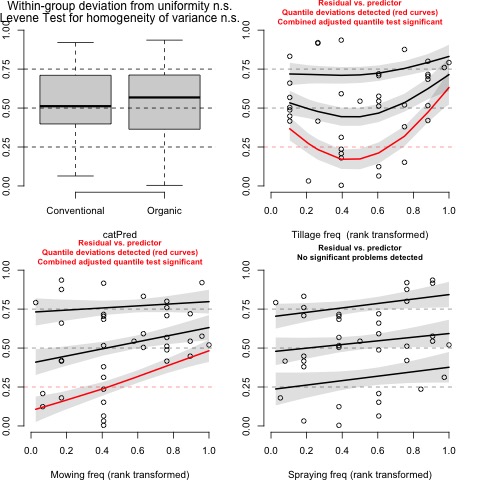 Within-group deviation from uniformity n.s.
Levene Test for homogeneity of variance n.s.
0.00 0.25 0.50 0.75 1.00
Conventional Organic
catPred
Residual vs. predictor
Quantile deviations detected (red curves)
Combined adjusted quantile test significant
0.00 0.25 0.50 0.75 1.00
0.0 0.2 0.4 0.6 0.8 1.0
Tillage freq (rank transformed)
Residual vs. predictor
Quantile deviations detected (red curves)
Combined adjusted quantile test significant
0.00 0.25 0.50 0.75 1.00
0.0 0.2 0.4 0.6 0.8 1.0
Mowing freq (rank transformed)
Residual vs. predictor
No significant problems detected
0.00 0.25 0.50 0.75 1.00
0.0 0.2 0.4 0.6 0.8 1.0
Spraying freq (rank transformed)